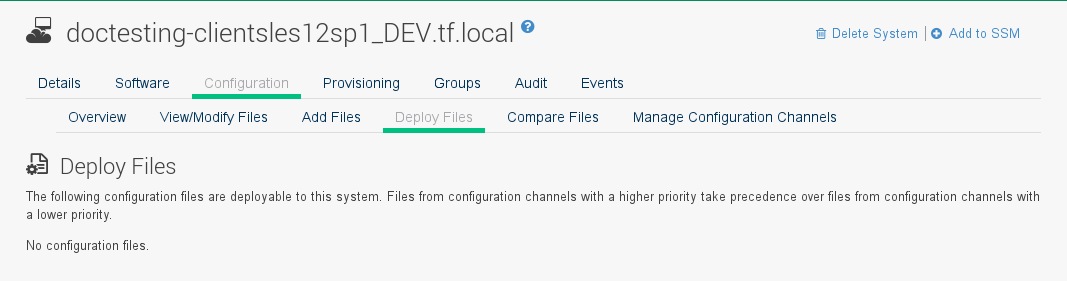 doctesting-clientsles12sp1_DEV.tf.local ?
Delete System | Add to SSM
Details Software Configuration Provisioning Groups Audit Events
Overview View/Modify Files Add Files Deploy Files Compare Files Manage Configuration Channels
Deploy Files
The following configuration files are deployable to this system. Files from configuration channels with a higher priority take precedence over files from configuration channels with
a lower priority.
No configuration files.